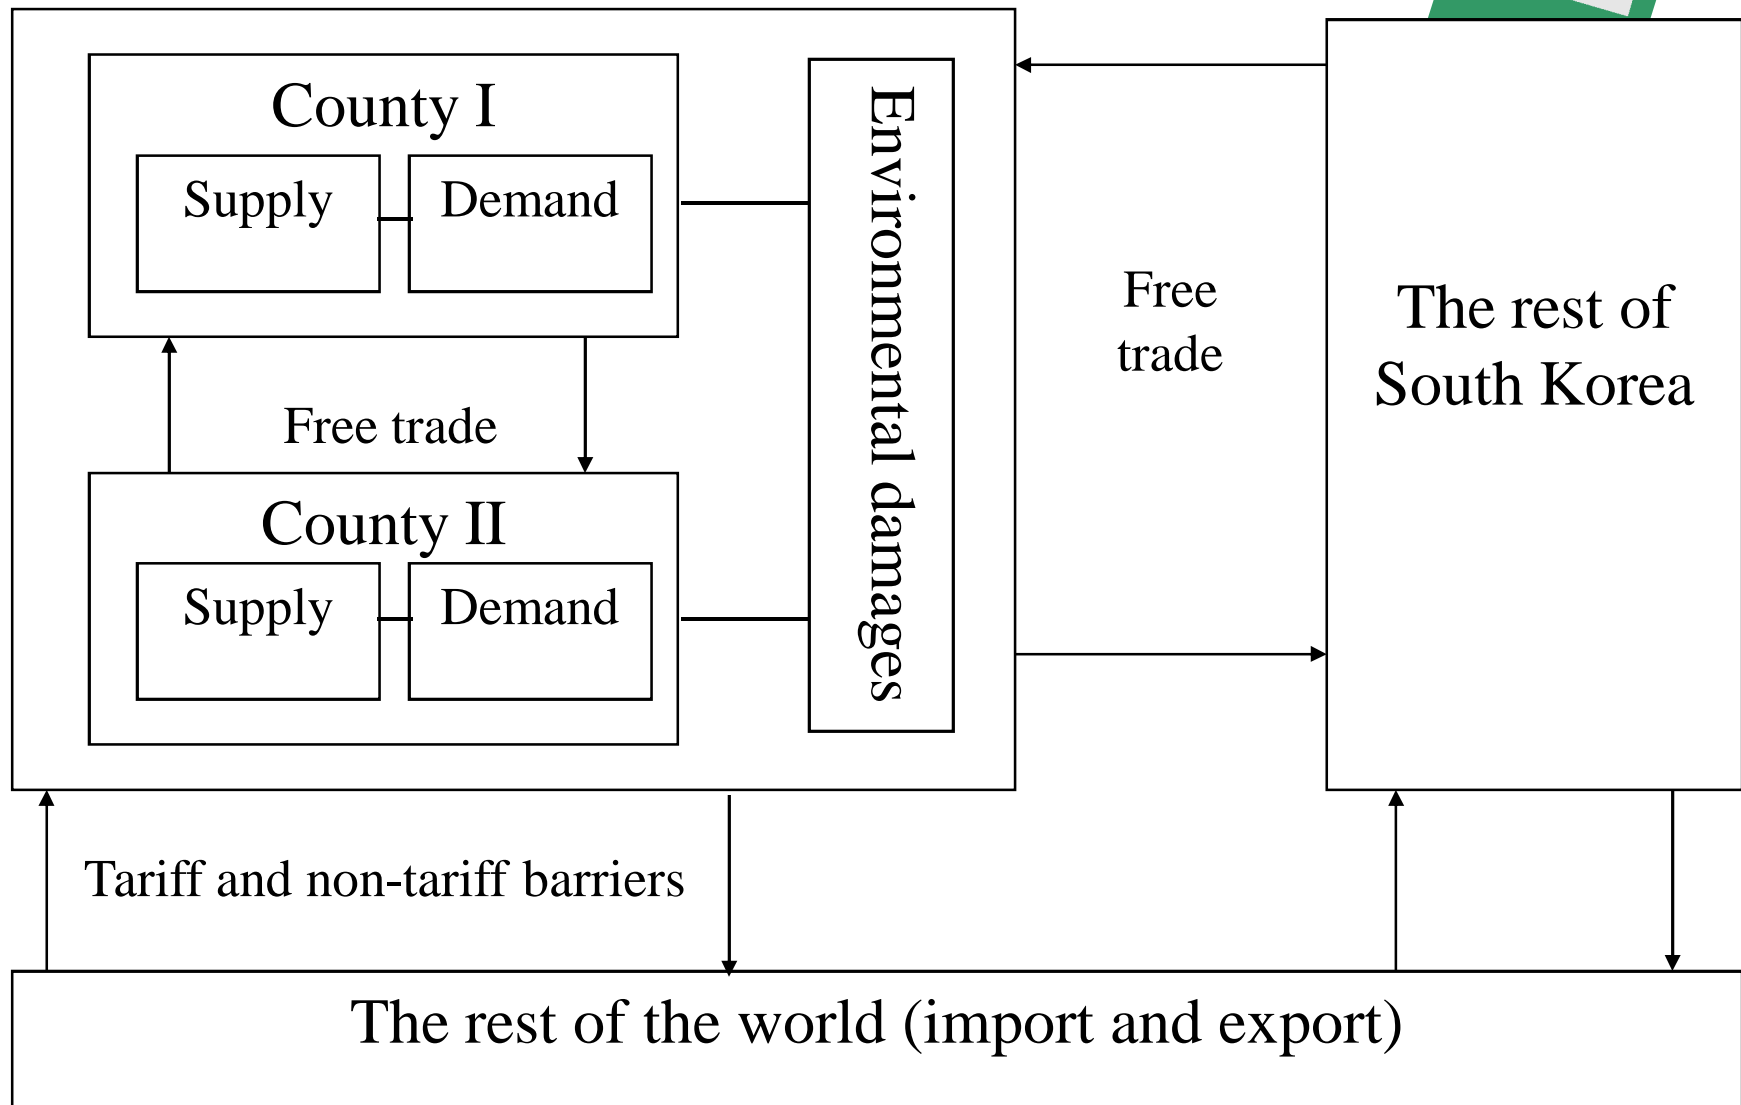 County I
Supply
Demand
Environmental damages
Free trade
County II
Supply
Demand
Free
trade
The rest of
South Korea
Tariff and non-tariff barriers
The rest of the world (import and export)